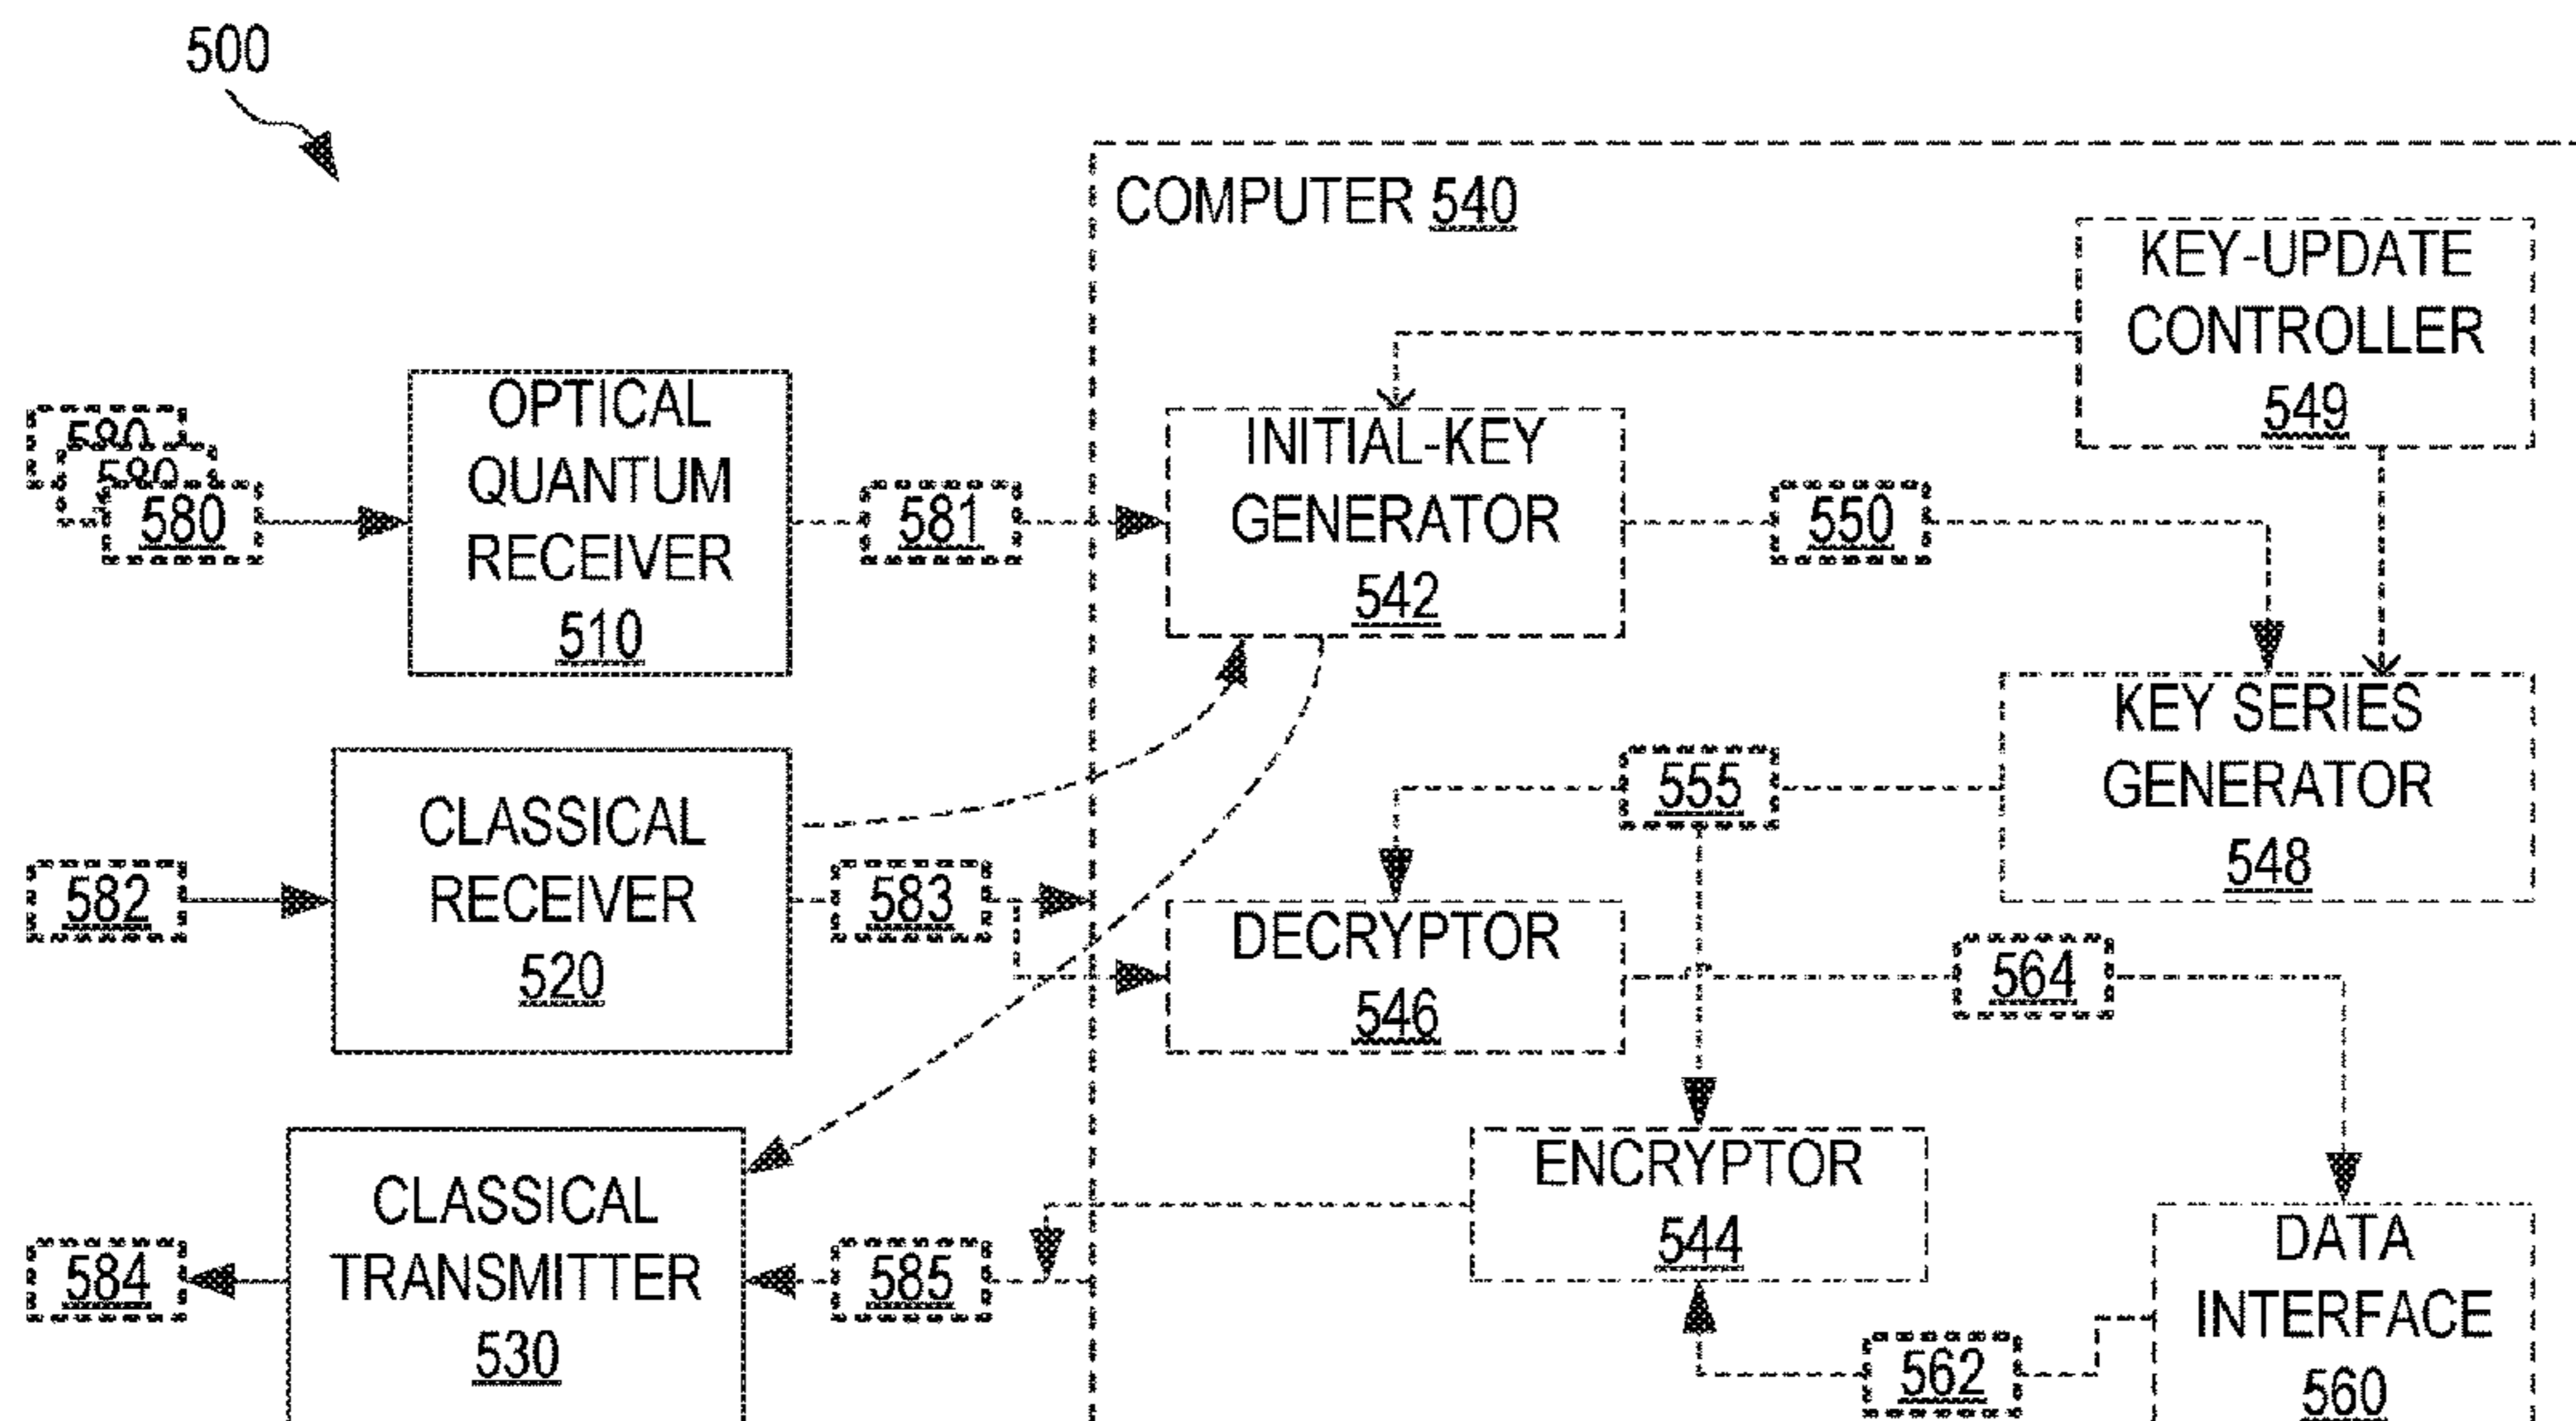 500
COMPUTER 540
KEY-UPDATE
CONTROLLER
549
OPTICAL
QUANTUM
RECEIVER
510
580
580
580
581
INITIAL-KEY
GENERATOR
542
550
KEY SERIES
GENERATOR
548
555
CLASSICAL
RECEIVER
520
582
583
DECRYPTOR
546
564
ENCRYPTOR
544
CLASSICAL
TRANSMITTER
530
584
585
DATA
INTERFACE
560
562